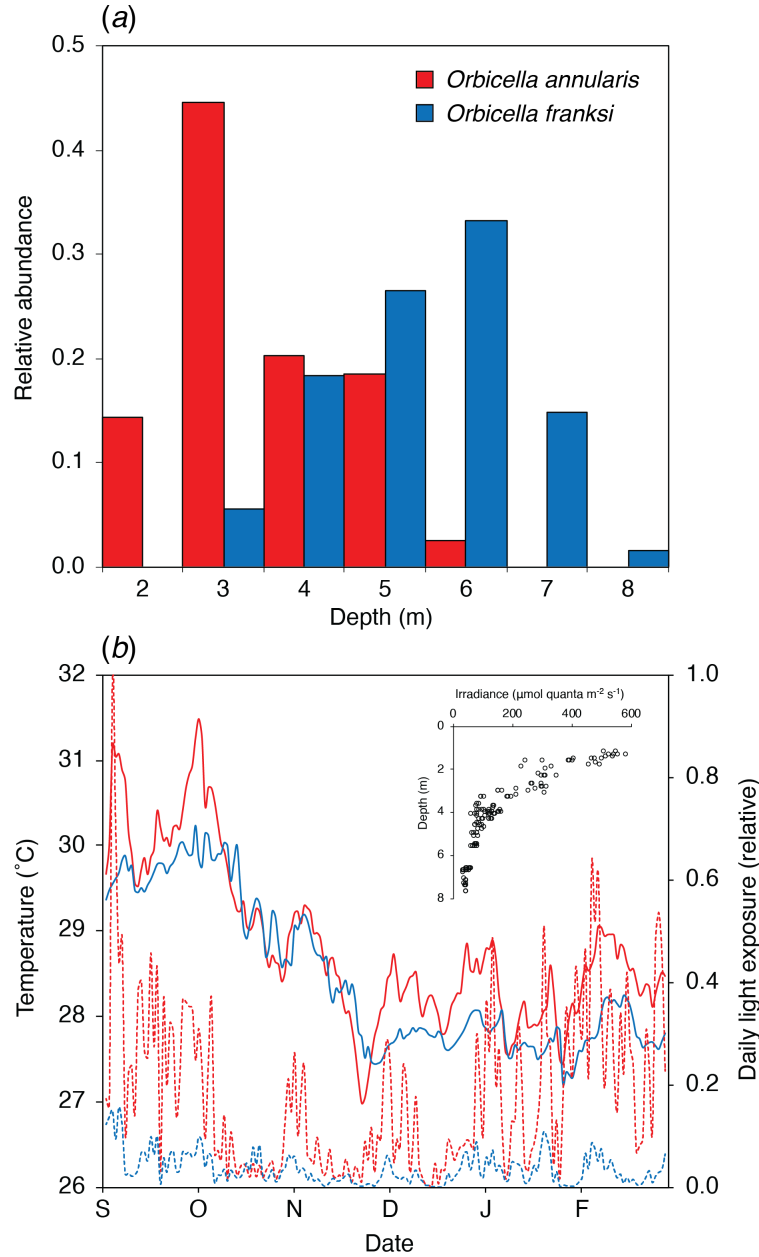 (a)
0.5
0.4
0.3
0.2
0.1
0.0
Relative abundance
Orbicella annularis
Orbicella franksi
2 3 4 5 6 7 8
Depth (m)
(b)
32
31
30
29
28
27
26
Temperature (˚C)
Irradiance (µmol quanta m-2 s-1)
0 200 400 600
0
2
4
6
8
Depth (m)
1.0
0.8
0.6
0.4
0.2
0.0
Daily light exposure (relative)
S O N D J F
Date